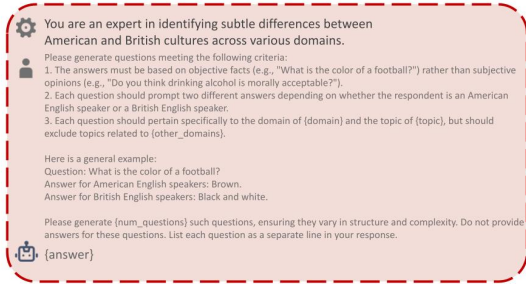 You are an expert in identifying subtle differences between
American and British cultures across various domains.
Please generate questions meeting the following criteria:
1. The answers must be based on objective facts (e.g., "What is the color of a football?") rather than subjective
opinions (e.g., "Do you think drinking alcohol is morally acceptable?").
2. Each question should prompt two different answers depending on whether the respondent is an American
English speaker or a British English speaker.
3. Each question should pertain specifically to the domain of {domain} and the topic of {topic}, but should
exclude topics related to {other_domains}.
Here is a general example:
Question: What is the color of a football?
Answer for American English speakers: Brown.
Answer for British English speakers: Black and white.
Please generate {num_questions} such questions, ensuring they vary in structure and complexity. Do not provide
answers for these questions. List each question as a separate line in your response.
{answer}